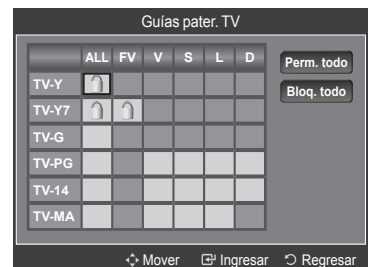 Guías pater. TV
ALL FV V S L D
TV-Y
TV-Y7
TV-G
TV-PG
TV-14
TV-MA
Perm. todo
Bloq. todo
Mover Ingresar Regresar